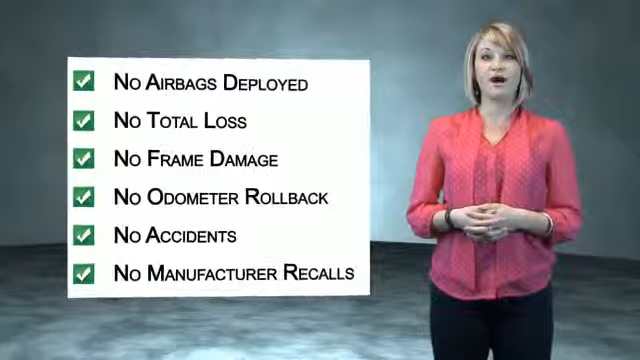 No Airbags Deployed
No Total Loss
No Frame Damage
No Odometer Rollback
No Accidents
No Manufacturer Recalls